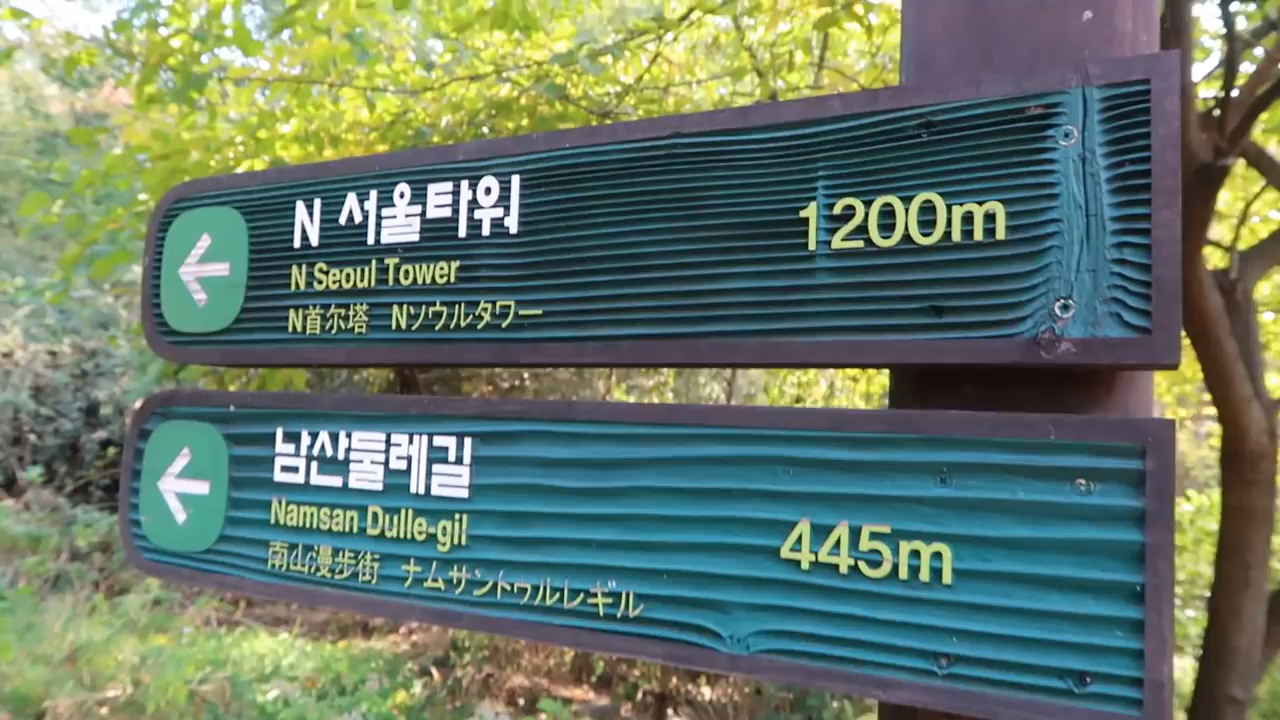 N 서울타워
1200m
N Seoul Tower
N首尔塔 Nソウルタワー
남산둘레길
Namsan Dulle-gil
445m
南山漫步街 ナムサントゥルレギル